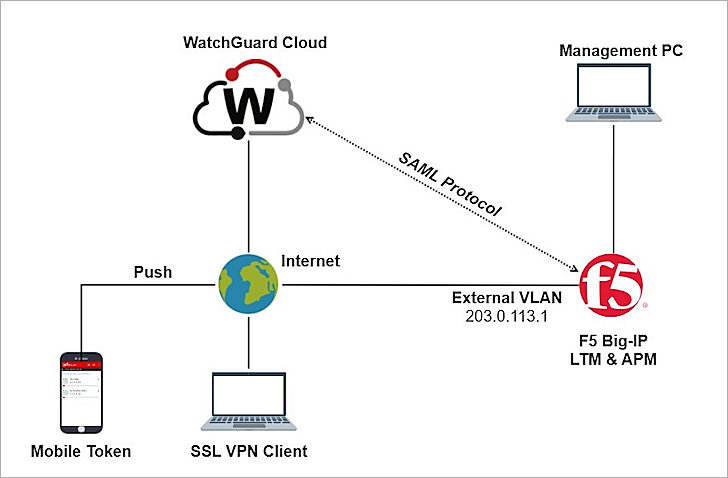 WatchGuard Cloud
Management PC
W
SAML Protocol
Internet
Push
f5
®
External VLAN
203.0.113.1
F5 Big-IP
LTM & APM
Mobile Token
SSL VPN Client